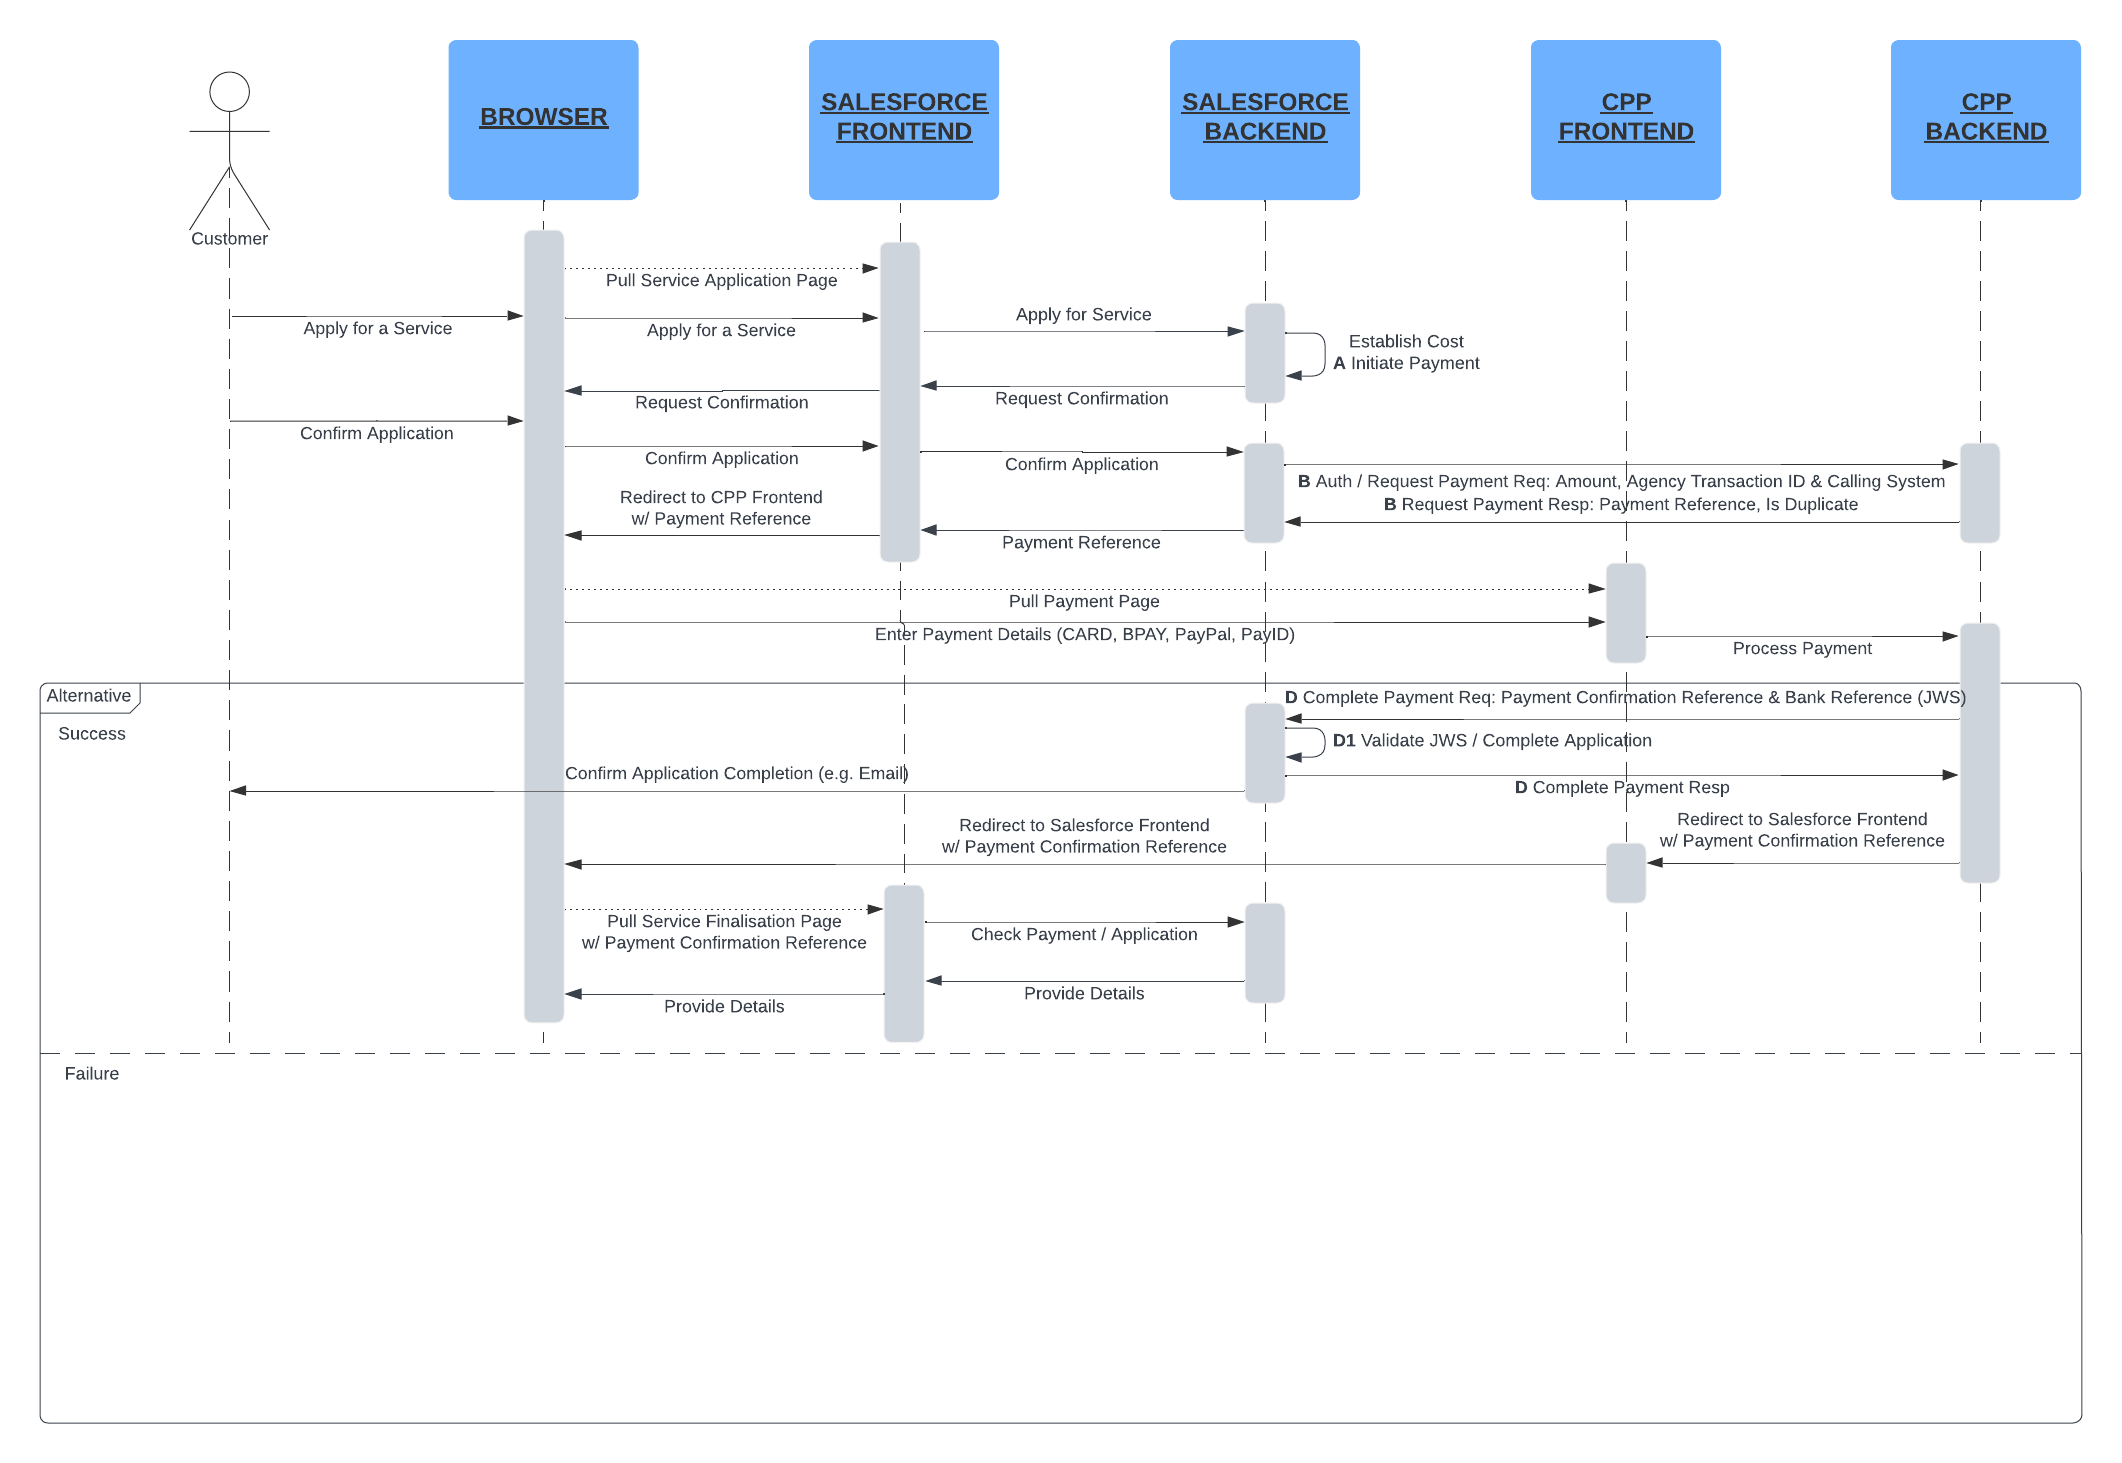 BROWSER
SALESFORCE
FRONTEND
SALESFORCE
BACKEND
CPP
FRONTEND
CPP
BACKEND
Customer
Pull Service Application Page
Apply for a Service
Apply for a Service
Apply for Service
Establish Cost
A Initiate Payment
Request Confirmation
Request Confirmation
Confirm Application
Confirm Application
Confirm Application
B Auth / Request Payment Req: Amount, Agency Transaction ID & Calling System
B Request Payment Resp: Payment Reference, Is Duplicate
Redirect to CPP Frontend
w/ Payment Reference
Payment Reference
Pull Payment Page
Enter Payment Details (CARD, BPAY, PayPal, PayID)
Process Payment
Alternative
Success
D Complete Payment Req: Payment Confirmation Reference & Bank Reference (JWS)
D1 Validate JWS / Complete Application
Confirm Application Completion (e.g. Email)
D Complete Payment Resp
Redirect to Salesforce Frontend
w/ Payment Confirmation Reference
Redirect to Salesforce Frontend
w/ Payment Confirmation Reference
Pull Service Finalisation Page
w/ Payment Confirmation Reference
Check Payment / Application
Provide Details
Provide Details
Failure